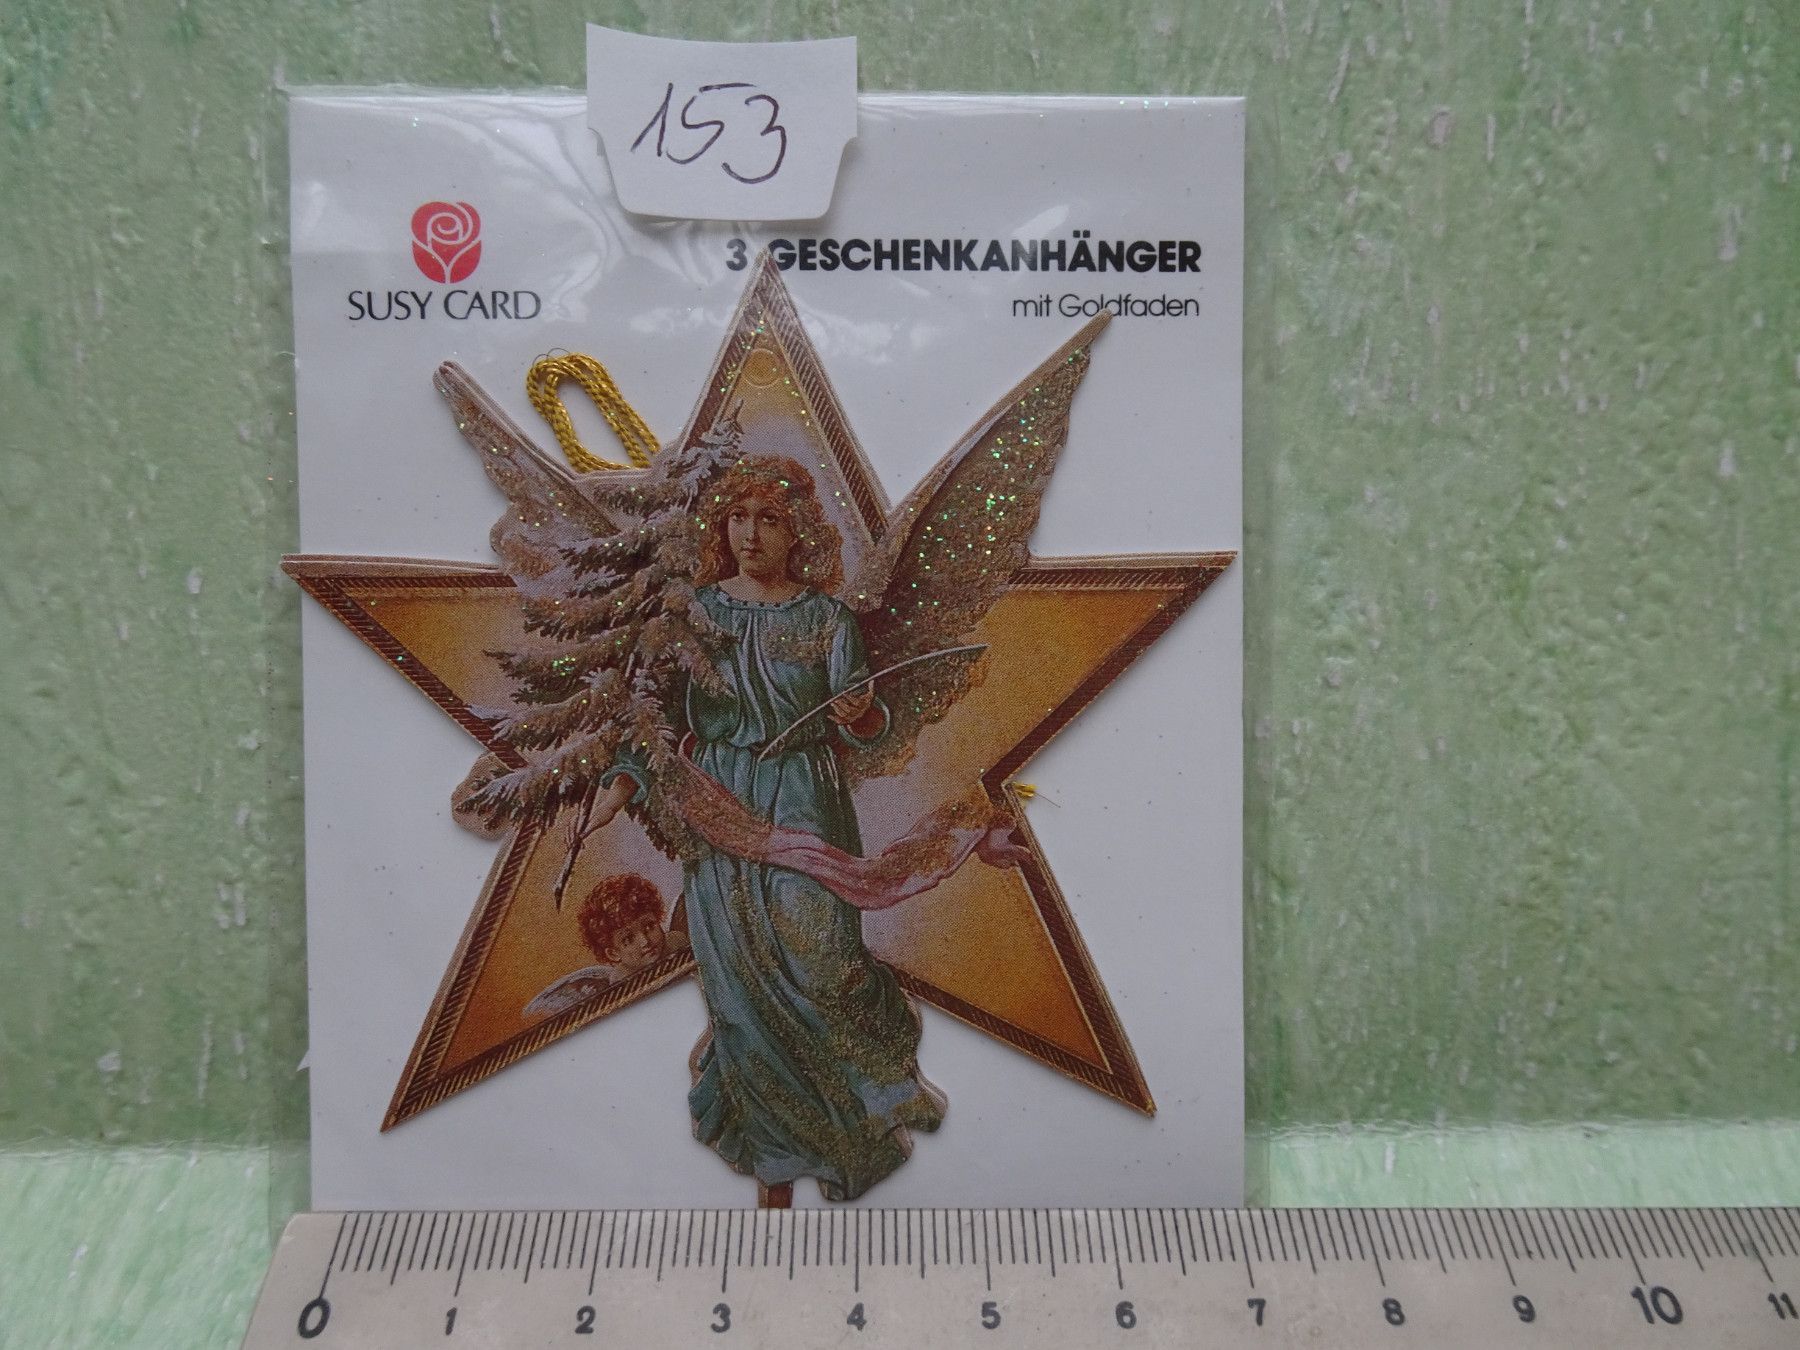 153
SUSY CARD
3 GESCHENKANHÄNGER
mit Goldfaden
0 1 2 3 4 5 6 7 8 9 10 11